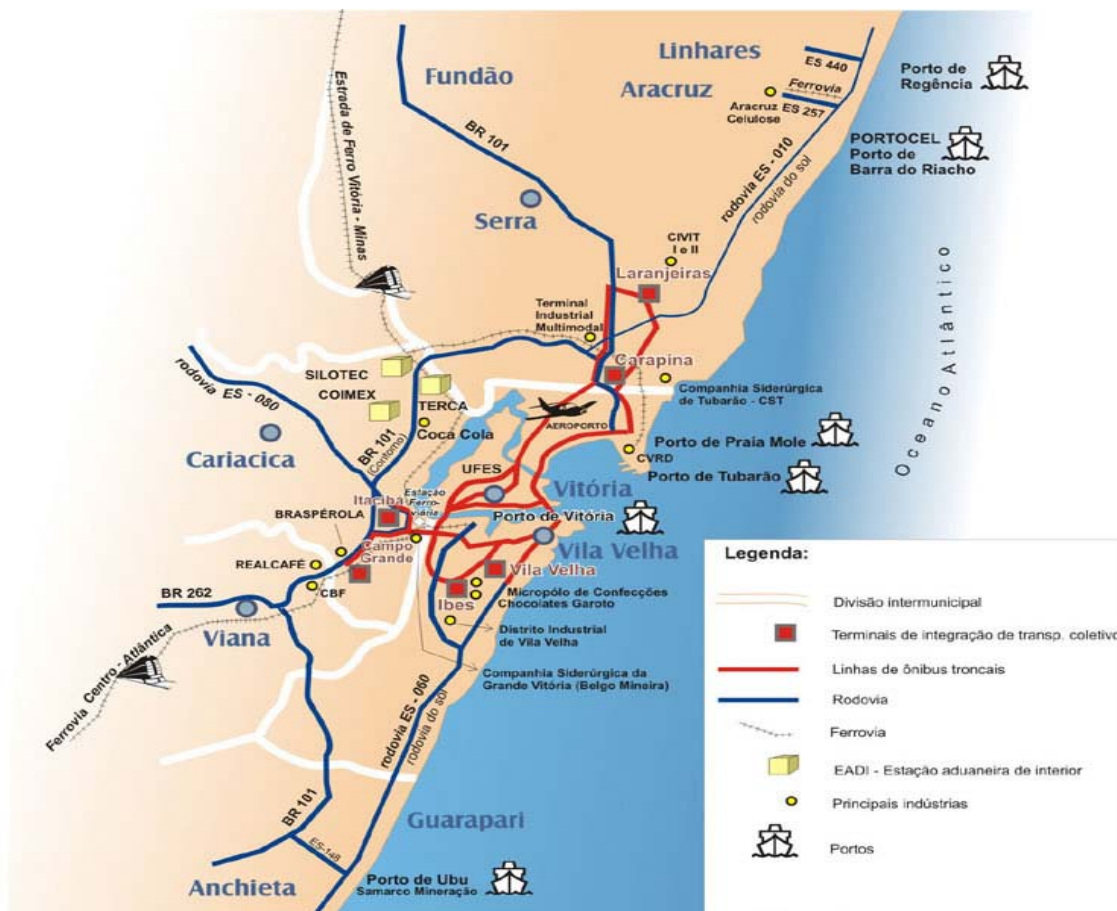 Linhares
ES 440
Fundão
Ferrovia
Porto de
Regência
Aracruz
Aracruz
Celulose
ES 257
Estrada de Ferro Vitória - Minas
BR 101
PORTOCEL
Porto de
Barra do Riacho
rodovia ES - 010
rodovia do sol
Serra
CIVIT
I e II
Laranjeiras
Oceano Atlântico
Terminal
Industrial
Multimodal
Carapina
SILOTEC
COIMEX
TERCA
Companhia Siderúrgica
de Tubarão - CST
rodovia ES - 080
AEROPORTO
Coca Cola
BR 101
(Contorno)
Cariacica
CVRD
Porto de Praia Mole
UFES
Porto de Tubarão
Estação
Ferro-
viária
Vitória
Itacibá
BRASPÉROLA
Porto de Vitória
Campo
Grande
Vila Velha
REALCAFÉ
Vila Velha
BR 262
CBF
Ibes
Micropólo de Confecções
Chocolates Garoto
Viana
Distrito Industrial
de Vila Velha
Companhia Siderúrgica da
Grande Vitória (Belgo Mineira)
Ferrovia Centro - Atlântica
rodovia ES - 060
rodovia do sol
BR 101
Guarapari
ES-146
Anchieta
Porto de Ubu
Samarco Mineração
Legenda:
Divisão intermunicipal
Terminais de integração de transp. coletivo
Linhas de ônibus troncais
Rodovia
Ferrovia
EADI - Estação aduaneira de interior
Principais indústrias
Portos